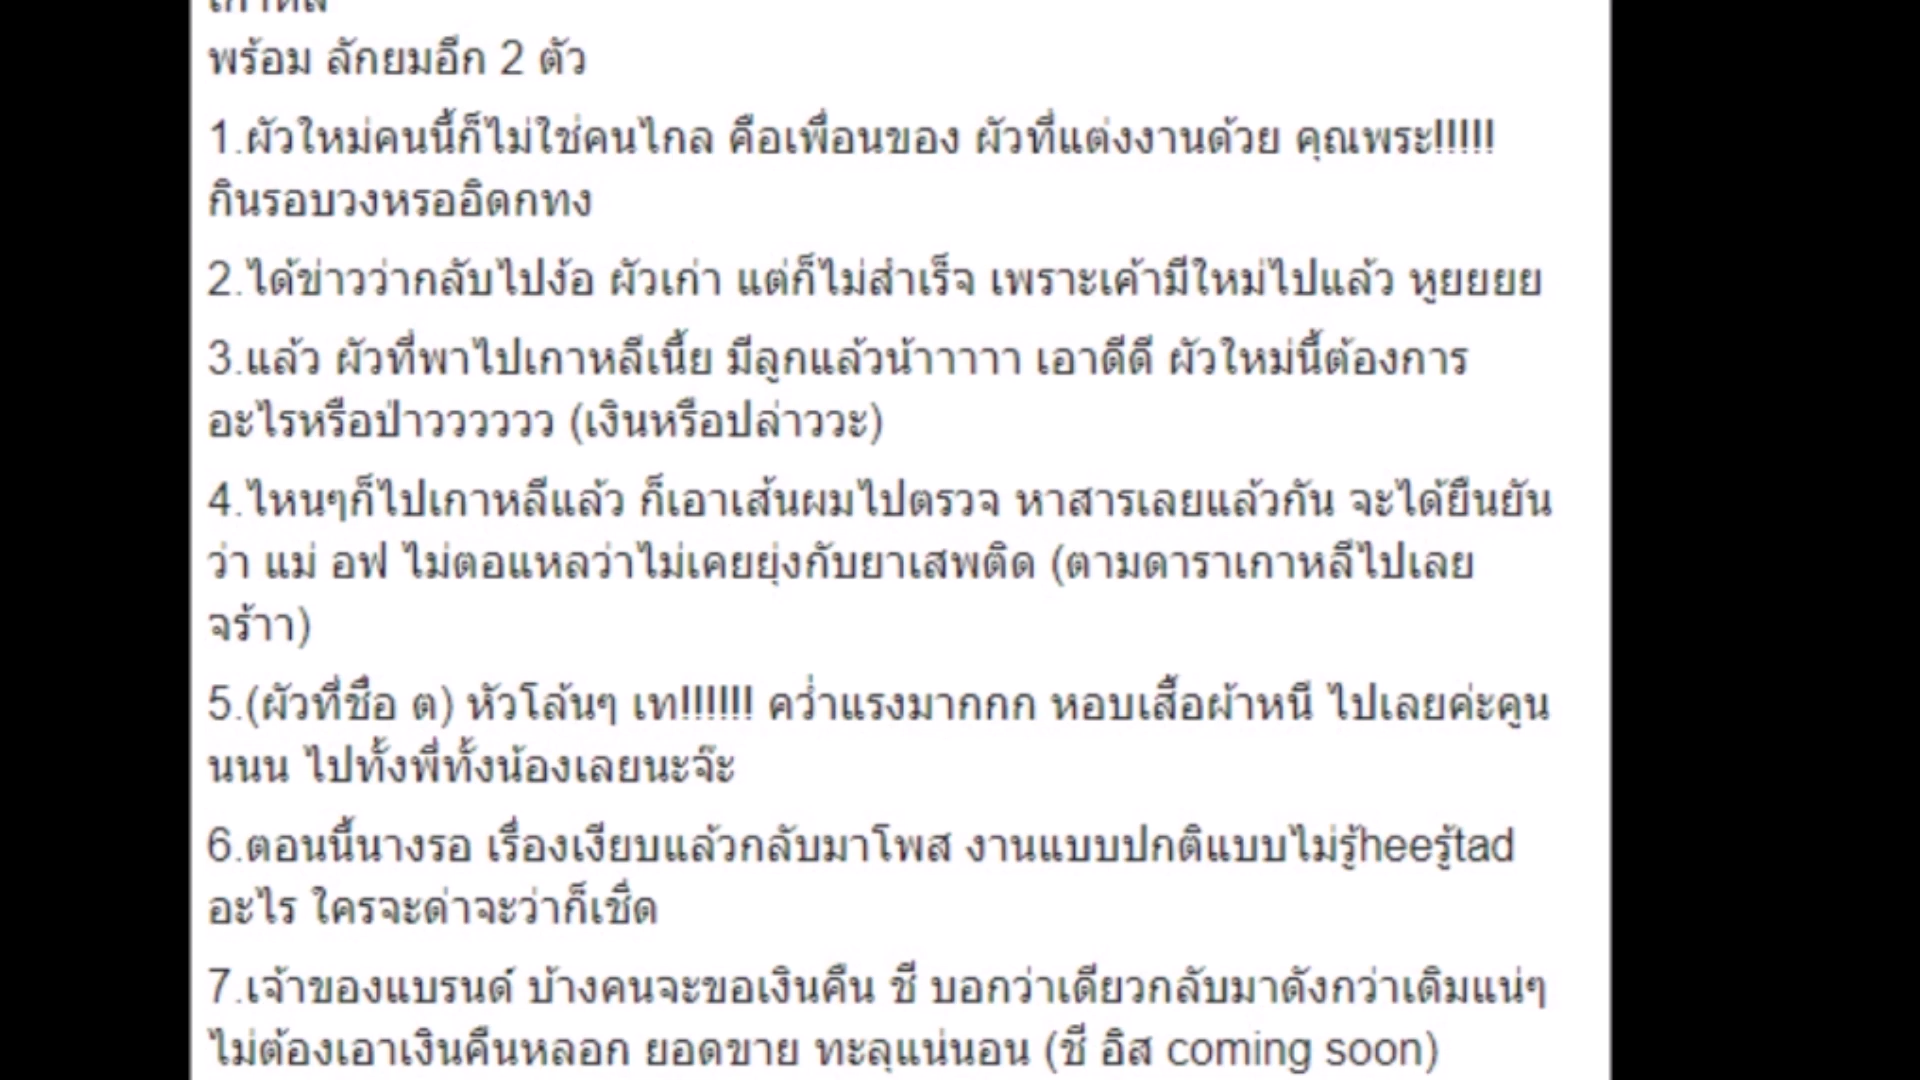 เกาหลี
พร้อม ลักยมอีก 2 ตัว
1.ผัวใหม่คนนี้ก็ไม่ใช่คนไกล คือเพื่อนของ ผัวที่แต่งงานด้วย คุณพระ!!!!!
กินรอบวงหรออิดกทง
2.ได้ข่าวว่ากลับไปง้อ ผัวเก่า แต่ก็ไม่สำเร็จ เพราะเค้ามีใหม่ไปแล้ว หูยยยย
3.แล้ว ผัวที่พาไปเกาหลีเนี้ย มีลูกแล้วน้าาาาา เอาดีดี ผัวใหม่นี้ต้องการ
อะไรหรือป่าวววววว (เงินหรือปล่าววะ)
4.ไหนๆก็ไปเกาหลีแล้ว ก็เอาเส้นผมไปตรวจ หาสารเลยแล้วกัน จะได้ยืนยัน
ว่า แม่ อฟ ไม่ตอแหลว่าไม่เคยยุ่งกับยาเสพติด (ตามดาราเกาหลีไปเลย
จร้าา)
5.(ผัวที่ชื่อ ต) หัวโล้นๆ เท!!!!!! คว่ำแรงมากกก หอบเสื้อผ้าหนี ไปเลยค่ะคูน
นนน ไปทั้งพี่ทั้งน้องเลยนะจ๊ะ
6.ตอนนี้นางรอ เรื่องเงียบแล้วกลับมาโพส งานแบบปกติแบบไม่รู้heeรู้tad
อะไร ใครจะด่าจะว่าก็เชิ่ด
7.เจ้าของแบรนด์ บ้างคนจะขอเงินคืน ชี บอกว่าเดียวกลับมาดังกว่าเดิมแน่ๆ
ไม่ต้องเอาเงินคืนหลอก ยอดขาย ทะลุแน่นอน (ชี อิส coming soon)